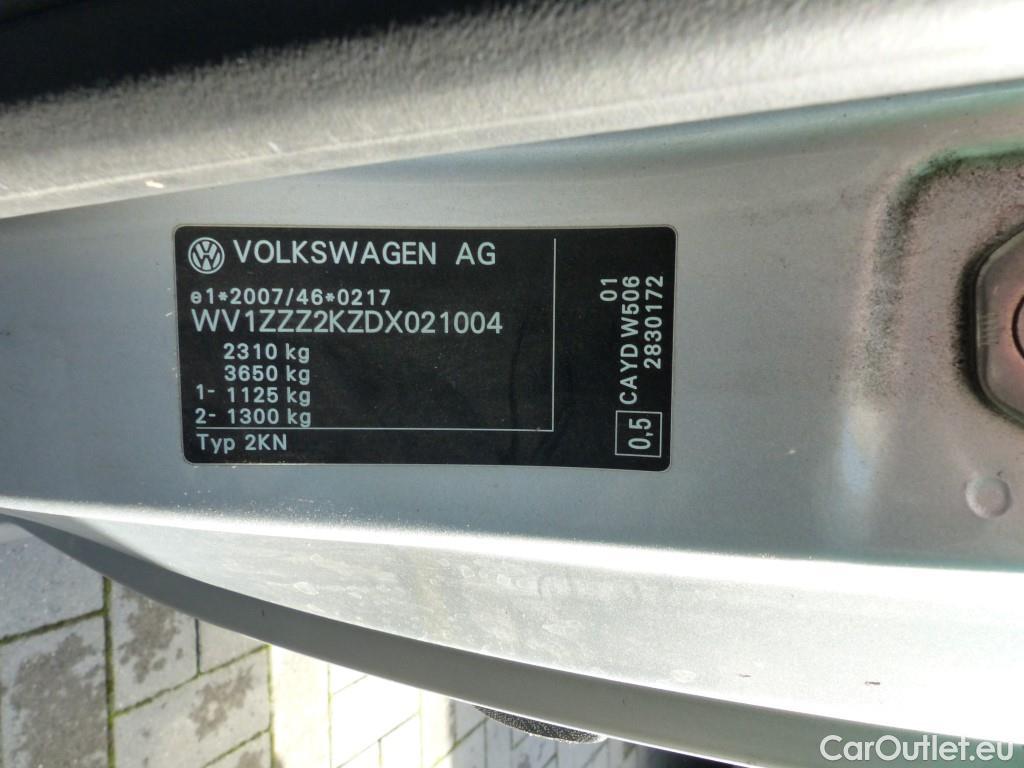 VOLKSWAGEN AG
e1*2007/46*0217
WV1ZZZ2KZDX021004
2310 kg
3650 kg
1- 1125 kg
2- 1300 kg
Typ 2KN
01
0,5 CAYD W506
2830172
CarOutlet.eu